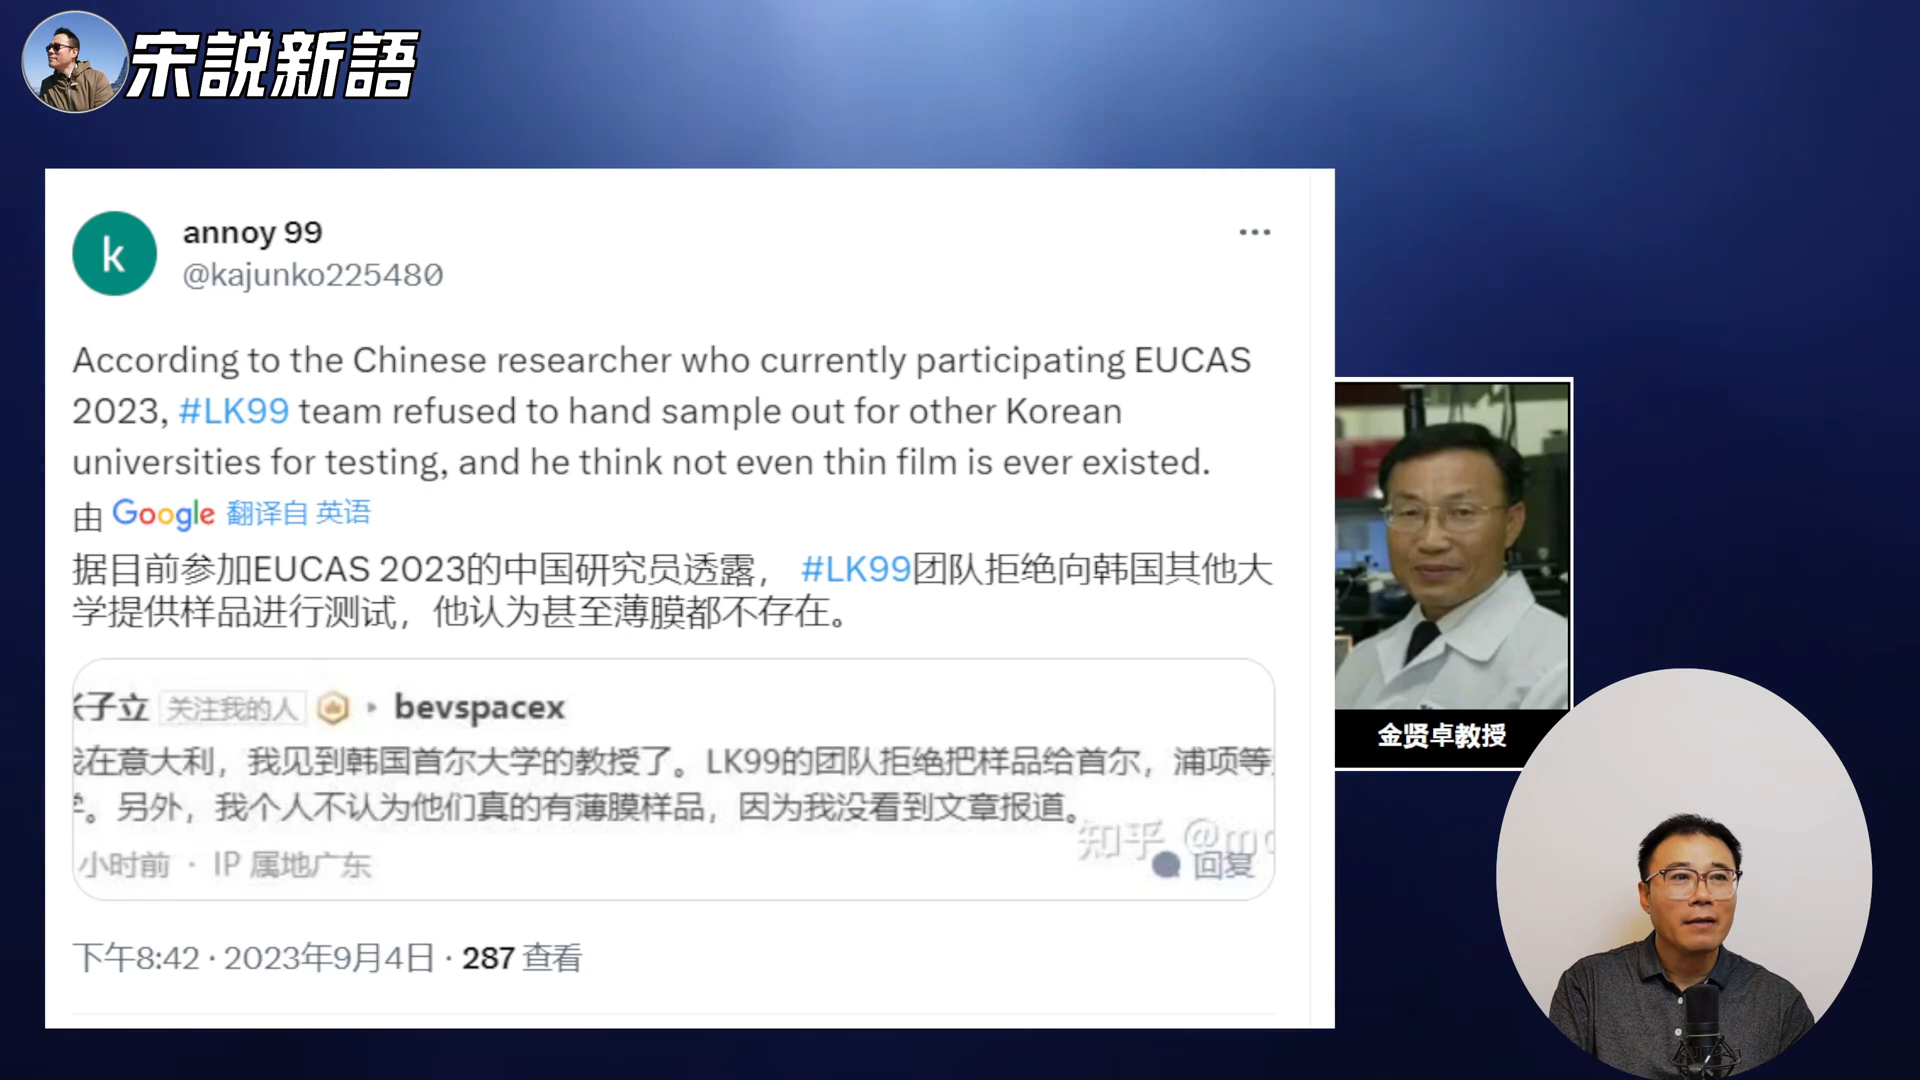 宋説新語
k
annoy 99
@kajunko225480
According to the Chinese researcher who currently participating EUCAS
2023, #LK99 team refused to hand sample out for other Korean
universities for testing, and he think not even thin film is ever existed.
由 Google 翻译自 英语
据目前参加EUCAS 2023的中国研究员透露， #LK99团队拒绝向韩国其他大
学提供样品进行测试，他认为甚至薄膜都不存在。
子立 关注我的人 bevspacex
在意大利，我见到韩国首尔大学的教授了。LK99的团队拒绝把样品给首尔，浦项等
。另外，我个人不认为他们真的有薄膜样品，因为我没看到文章报道。
知乎 @mo
小时前 · IP 属地广东
回复
下午8:42 · 2023年9月4日 · 287 查看
金贤卓教授